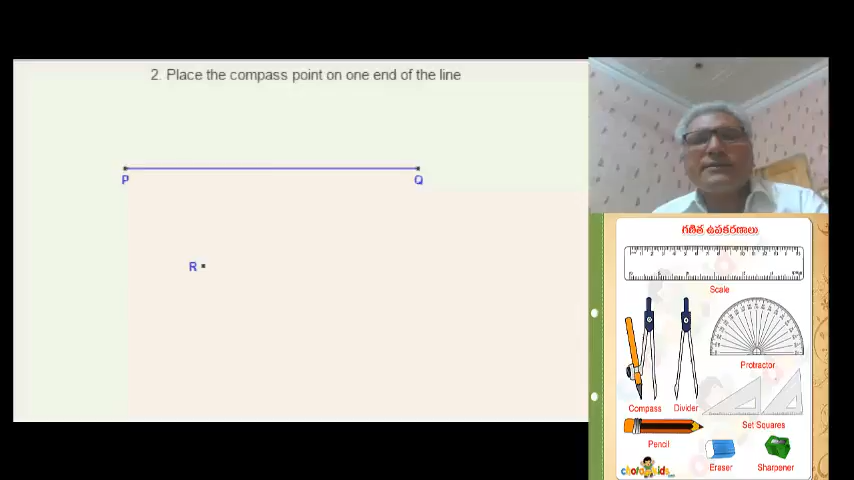 2. Place the compass point on one end of the line
P
Q
R
గణిత ఉపకరణాలు
Scale
Protractor
Compass
Divider
Set Squares
Pencil
Eraser
Sharpener